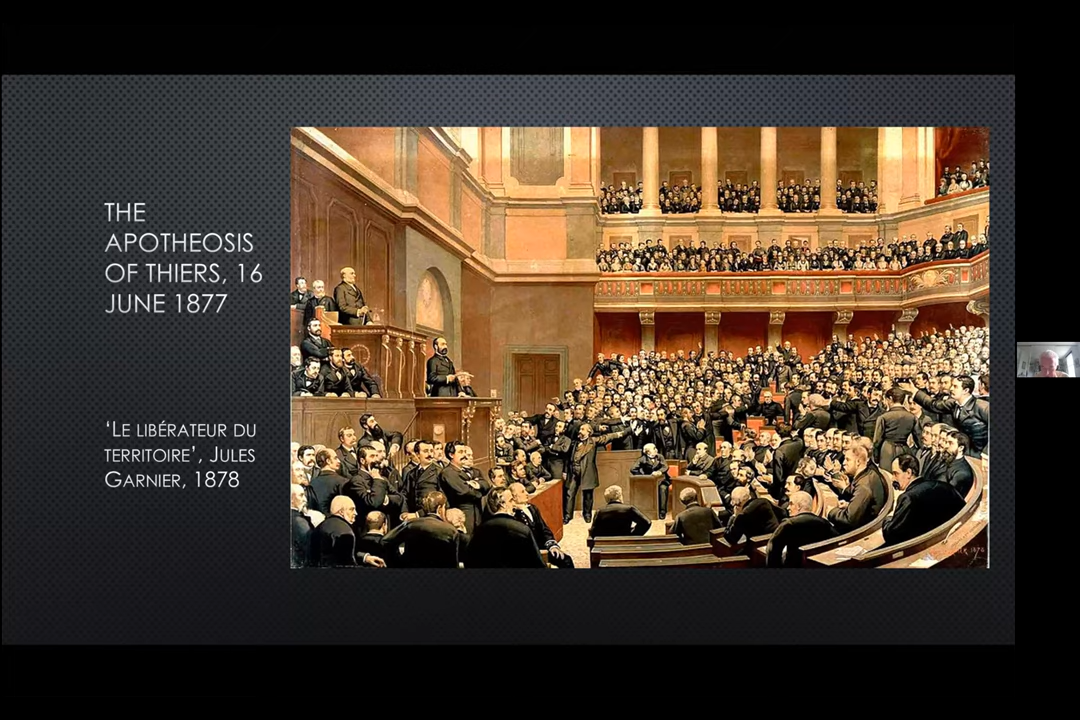 THE
APOTHEOSIS
OF THIERS, 16
JUNE 1877
‘LE LIBÉRATEUR DU
TERRITOIRE’, JULES
GARNIER, 1878